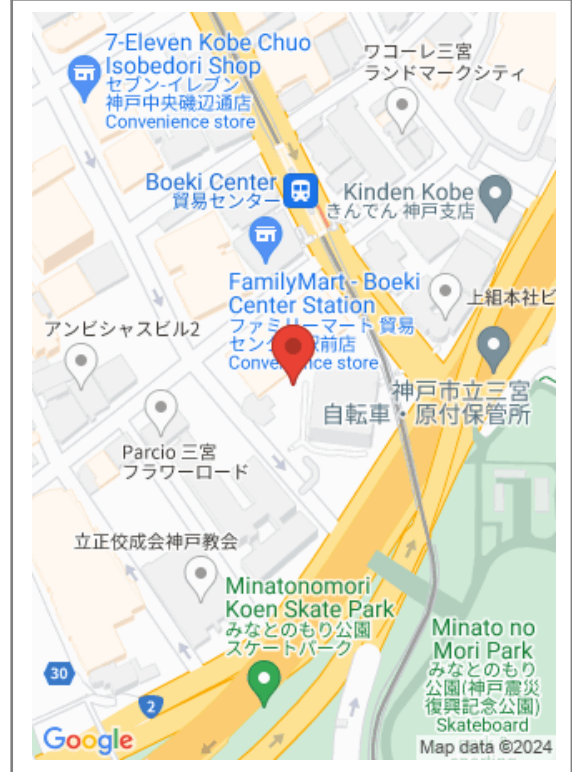 7-Eleven Kobe Chuo
Isobedori Shop
セブン-イレブン
神戸中央磯辺通店
Convenience store
ワコーレ三宮
ランドマークシティ
Boeki Center
貿易センター
Kinden Kobe
きんでん 神戸支店
FamilyMart - Boeki
Center Station
ファミリーマート 貿易
センター駅前店
Convenience store
上組本社ビ
アンビシャスビル2
神戸市立三宮
自転車・原付保管所
Parcio 三宮
フラワーロード
立正佼成会神戸教会
Minatonomori
Koen Skate Park
みなとのもり公園
スケートパーク
Minato no
Mori Park
みなとのもり
公園(神戸震災
復興記念公園)
Skateboard
30
2
Google
Map data ©2024